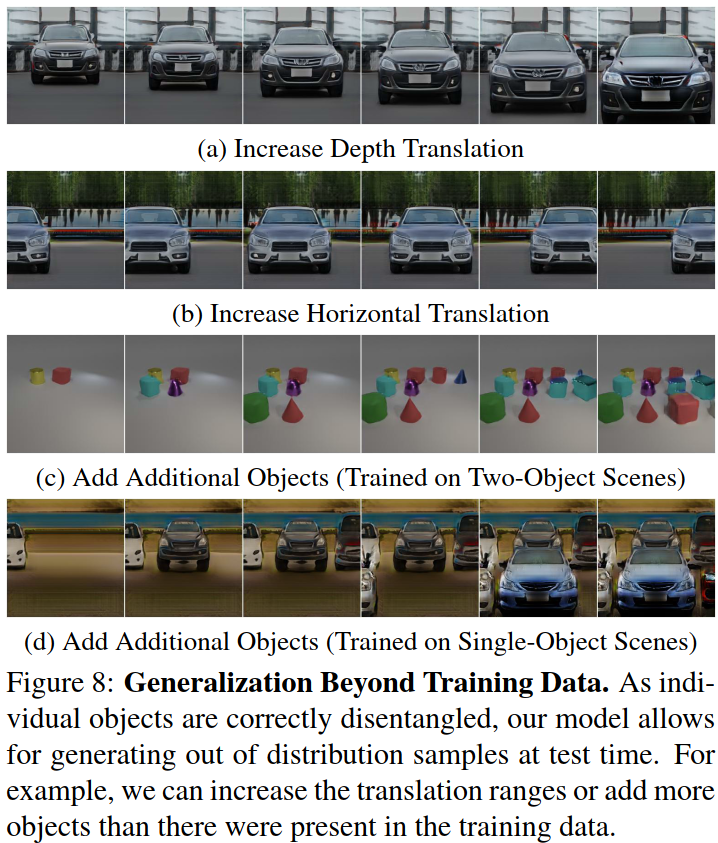 (a) Increase Depth Translation
(b) Increase Horizontal Translation
(c) Add Additional Objects (Trained on Two-Object Scenes)
(d) Add Additional Objects (Trained on Single-Object Scenes)
Figure 8: Generalization Beyond Training Data. As indi-
vidual objects are correctly disentangled, our model allows
for generating out of distribution samples at test time. For
example, we can increase the translation ranges or add more
objects than there were present in the training data.